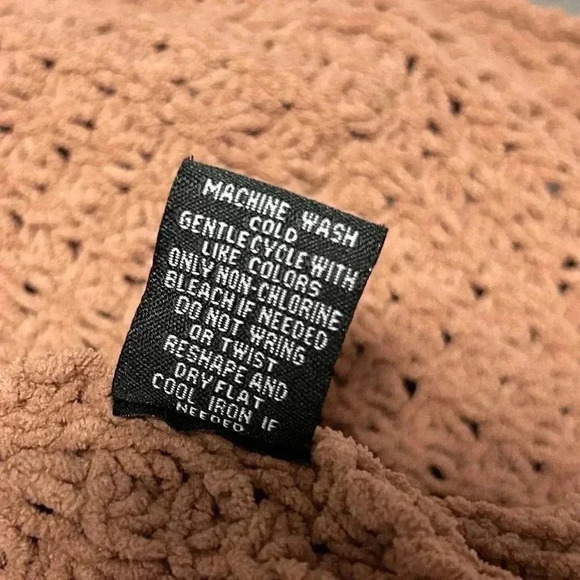 MACHINE WASH
COLD
GENTLE CYCLE WITH
LIKE COLORS
ONLY NON-CHLORINE
BLEACH IF NEEDED
DO NOT WRING
OR TWIST
RESHAPE AND
DRY FLAT
COOL IRON IF
NEEDED